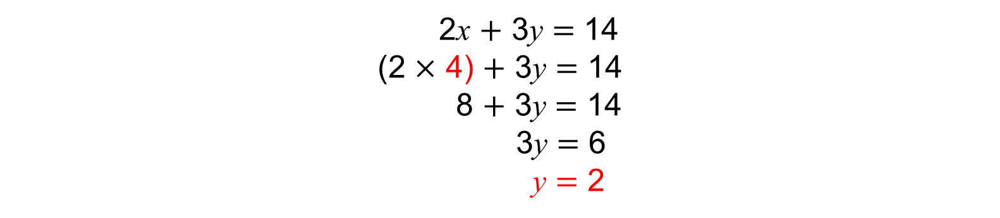 2x + 3y = 14
(2 × 4) + 3y = 14
8 + 3y = 14
3y = 6
y = 2